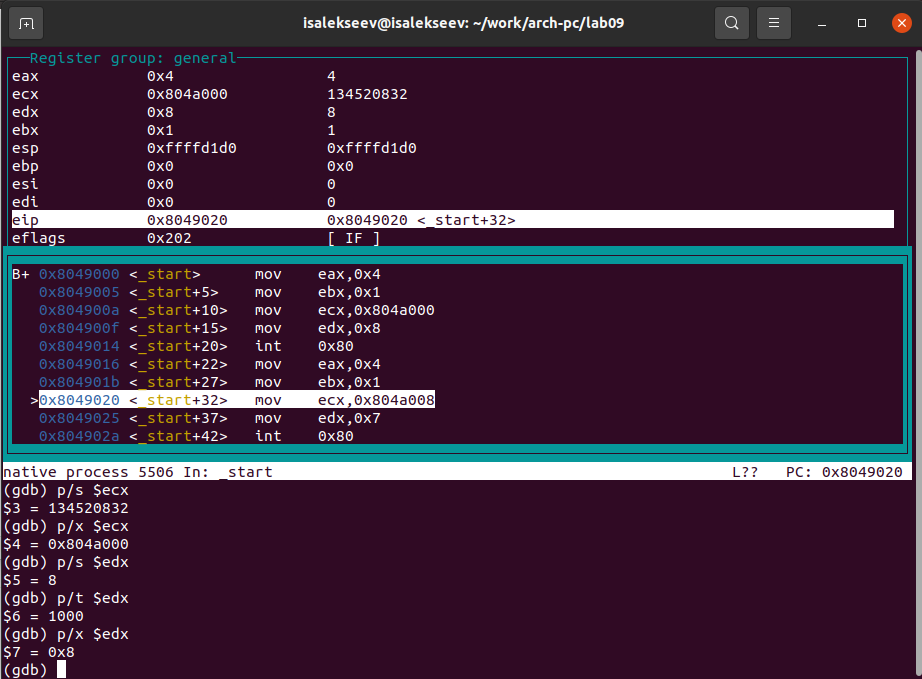 isalekseev@isalekseev: ~/work/arch-pc/lab09
Register group: general
eax 0x4 4
ecx 0x804a000 134520832
edx 0x8 8
ebx 0x1 1
esp 0xffffd1d0 0xffffd1d0
ebp 0x0 0x0
esi 0x0 0
edi 0x0 0
eip 0x8049020 0x8049020 <_start+32>
eflags 0x202 [ IF ]
B+ 0x8049000 <_start> mov eax,0x4
0x8049005 <_start+5> mov ebx,0x1
0x804900a <_start+10> mov ecx,0x804a000
0x804900f <_start+15> mov edx,0x8
0x8049014 <_start+20> int 0x80
0x8049016 <_start+22> mov eax,0x4
0x804901b <_start+27> mov ebx,0x1
>0x8049020 <_start+32> mov ecx,0x804a008
0x8049025 <_start+37> mov edx,0x7
0x804902a <_start+42> int 0x80
native process 5506 In: _start L?? PC: 0x8049020
(gdb) p/s $ecx
$3 = 134520832
(gdb) p/x $ecx
$4 = 0x804a000
(gdb) p/s $edx
$5 = 8
(gdb) p/t $edx
$6 = 1000
(gdb) p/x $edx
$7 = 0x8
(gdb)